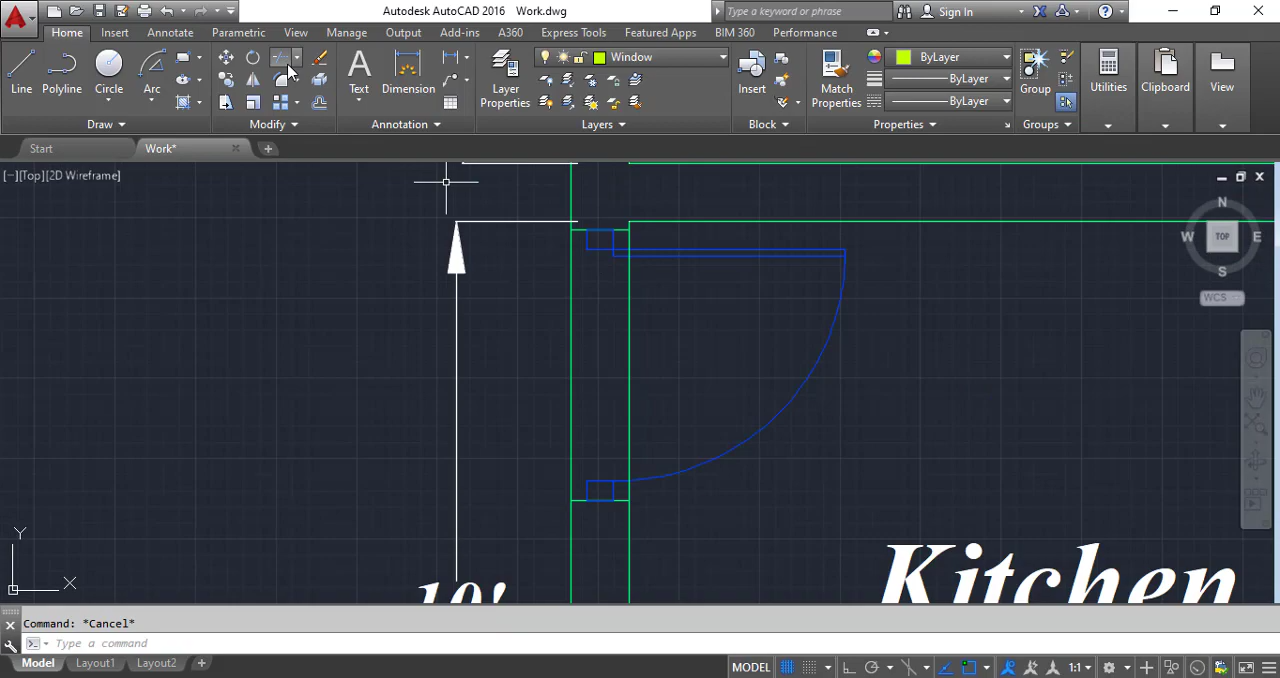 Autodesk AutoCAD 2016 Work.dwg
Type a keyword or phrase
Sign In
Home Insert Annotate Parametric View Manage Output Add-ins A360 Express Tools Featured Apps BIM 360 Performance
Line Polyline Circle Arc
Text Dimension
Layer Properties
Window
Insert
Match Properties
ByLayer
ByLayer
ByLayer
Group Utilities Clipboard View
Draw Modify Annotation Layers Block Properties Groups
Start Work*
[−][Top][2D Wireframe]
N
W TOP E
S
WCS
Kitchen
10'
Y
X
Command: *Cancel*
Type a command
Model Layout1 Layout2 +
MODEL 1:1